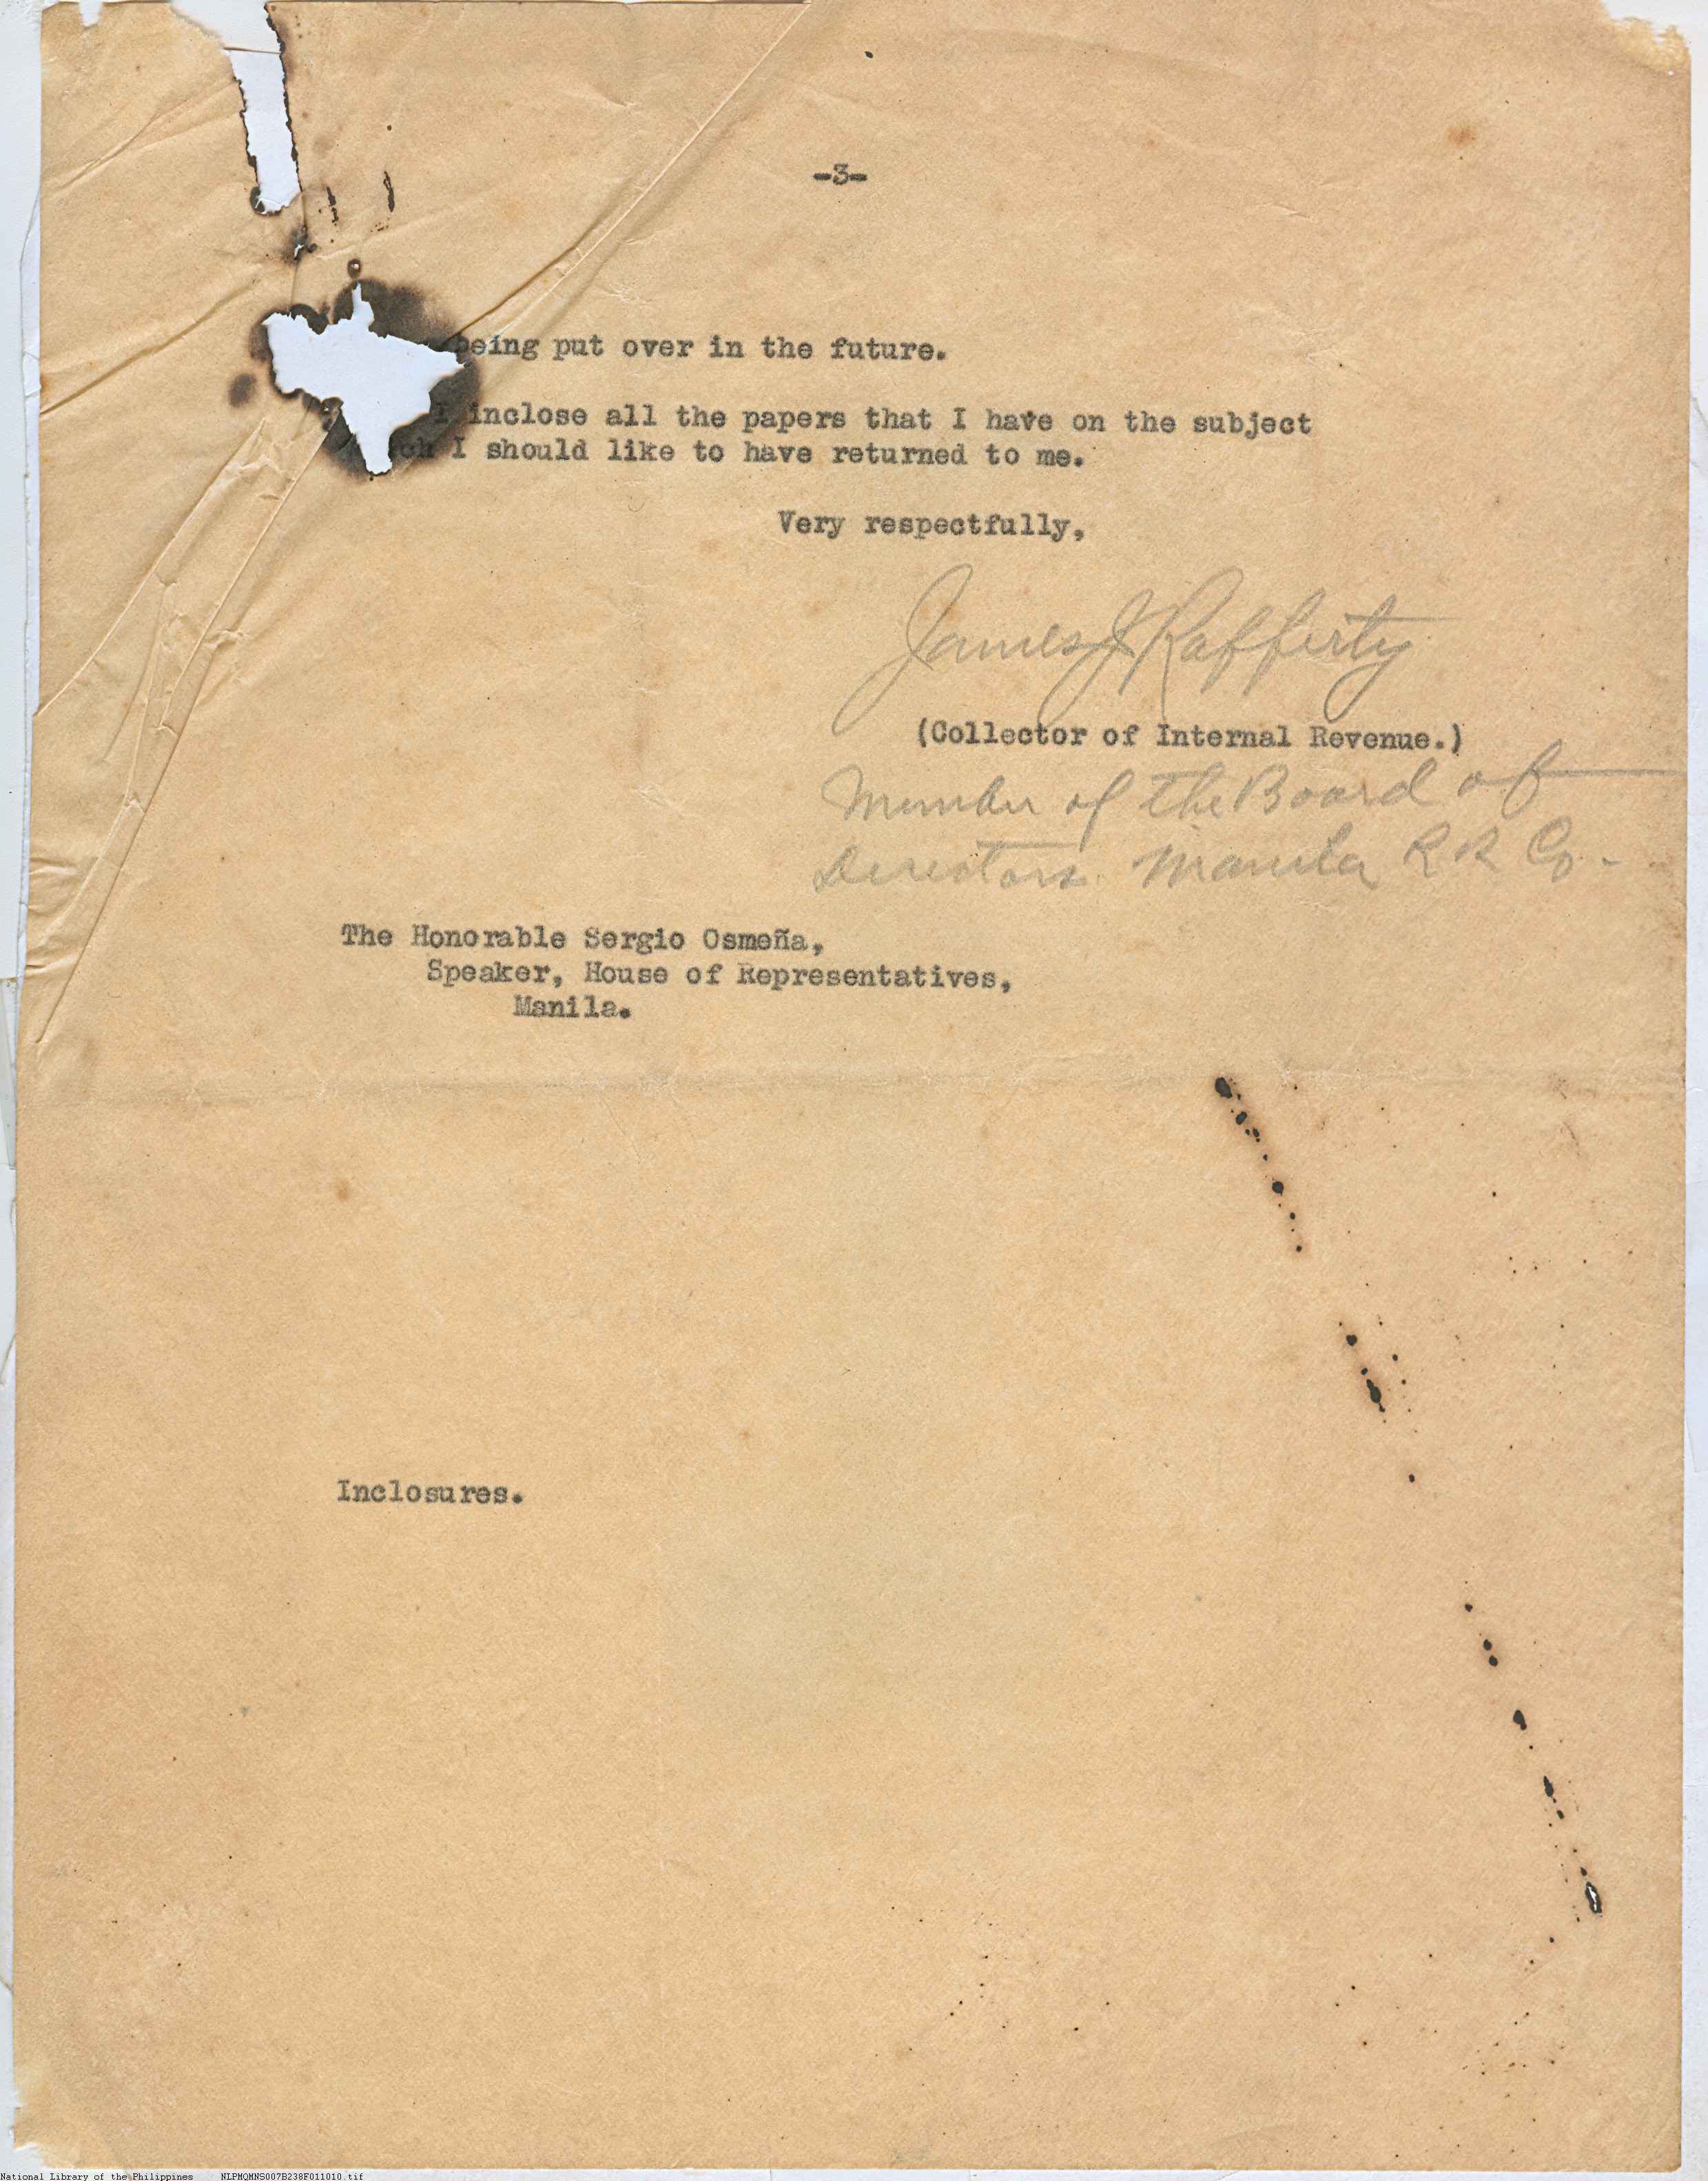 -3-
being put over in the future.
I inclose all the papers that I have on the subject
I should like to have returned to me.
Very respectfully,
James J Rafferty
(Collector of Internal Revenue.)
Member of the Board of
Directors Manila R R Co.
The Honorable Sergio Osmeña,
Speaker, House of Representatives,
Manila.
Inclosures.
National Library of the Philippines NLPMQMNS007B238F011010.tif